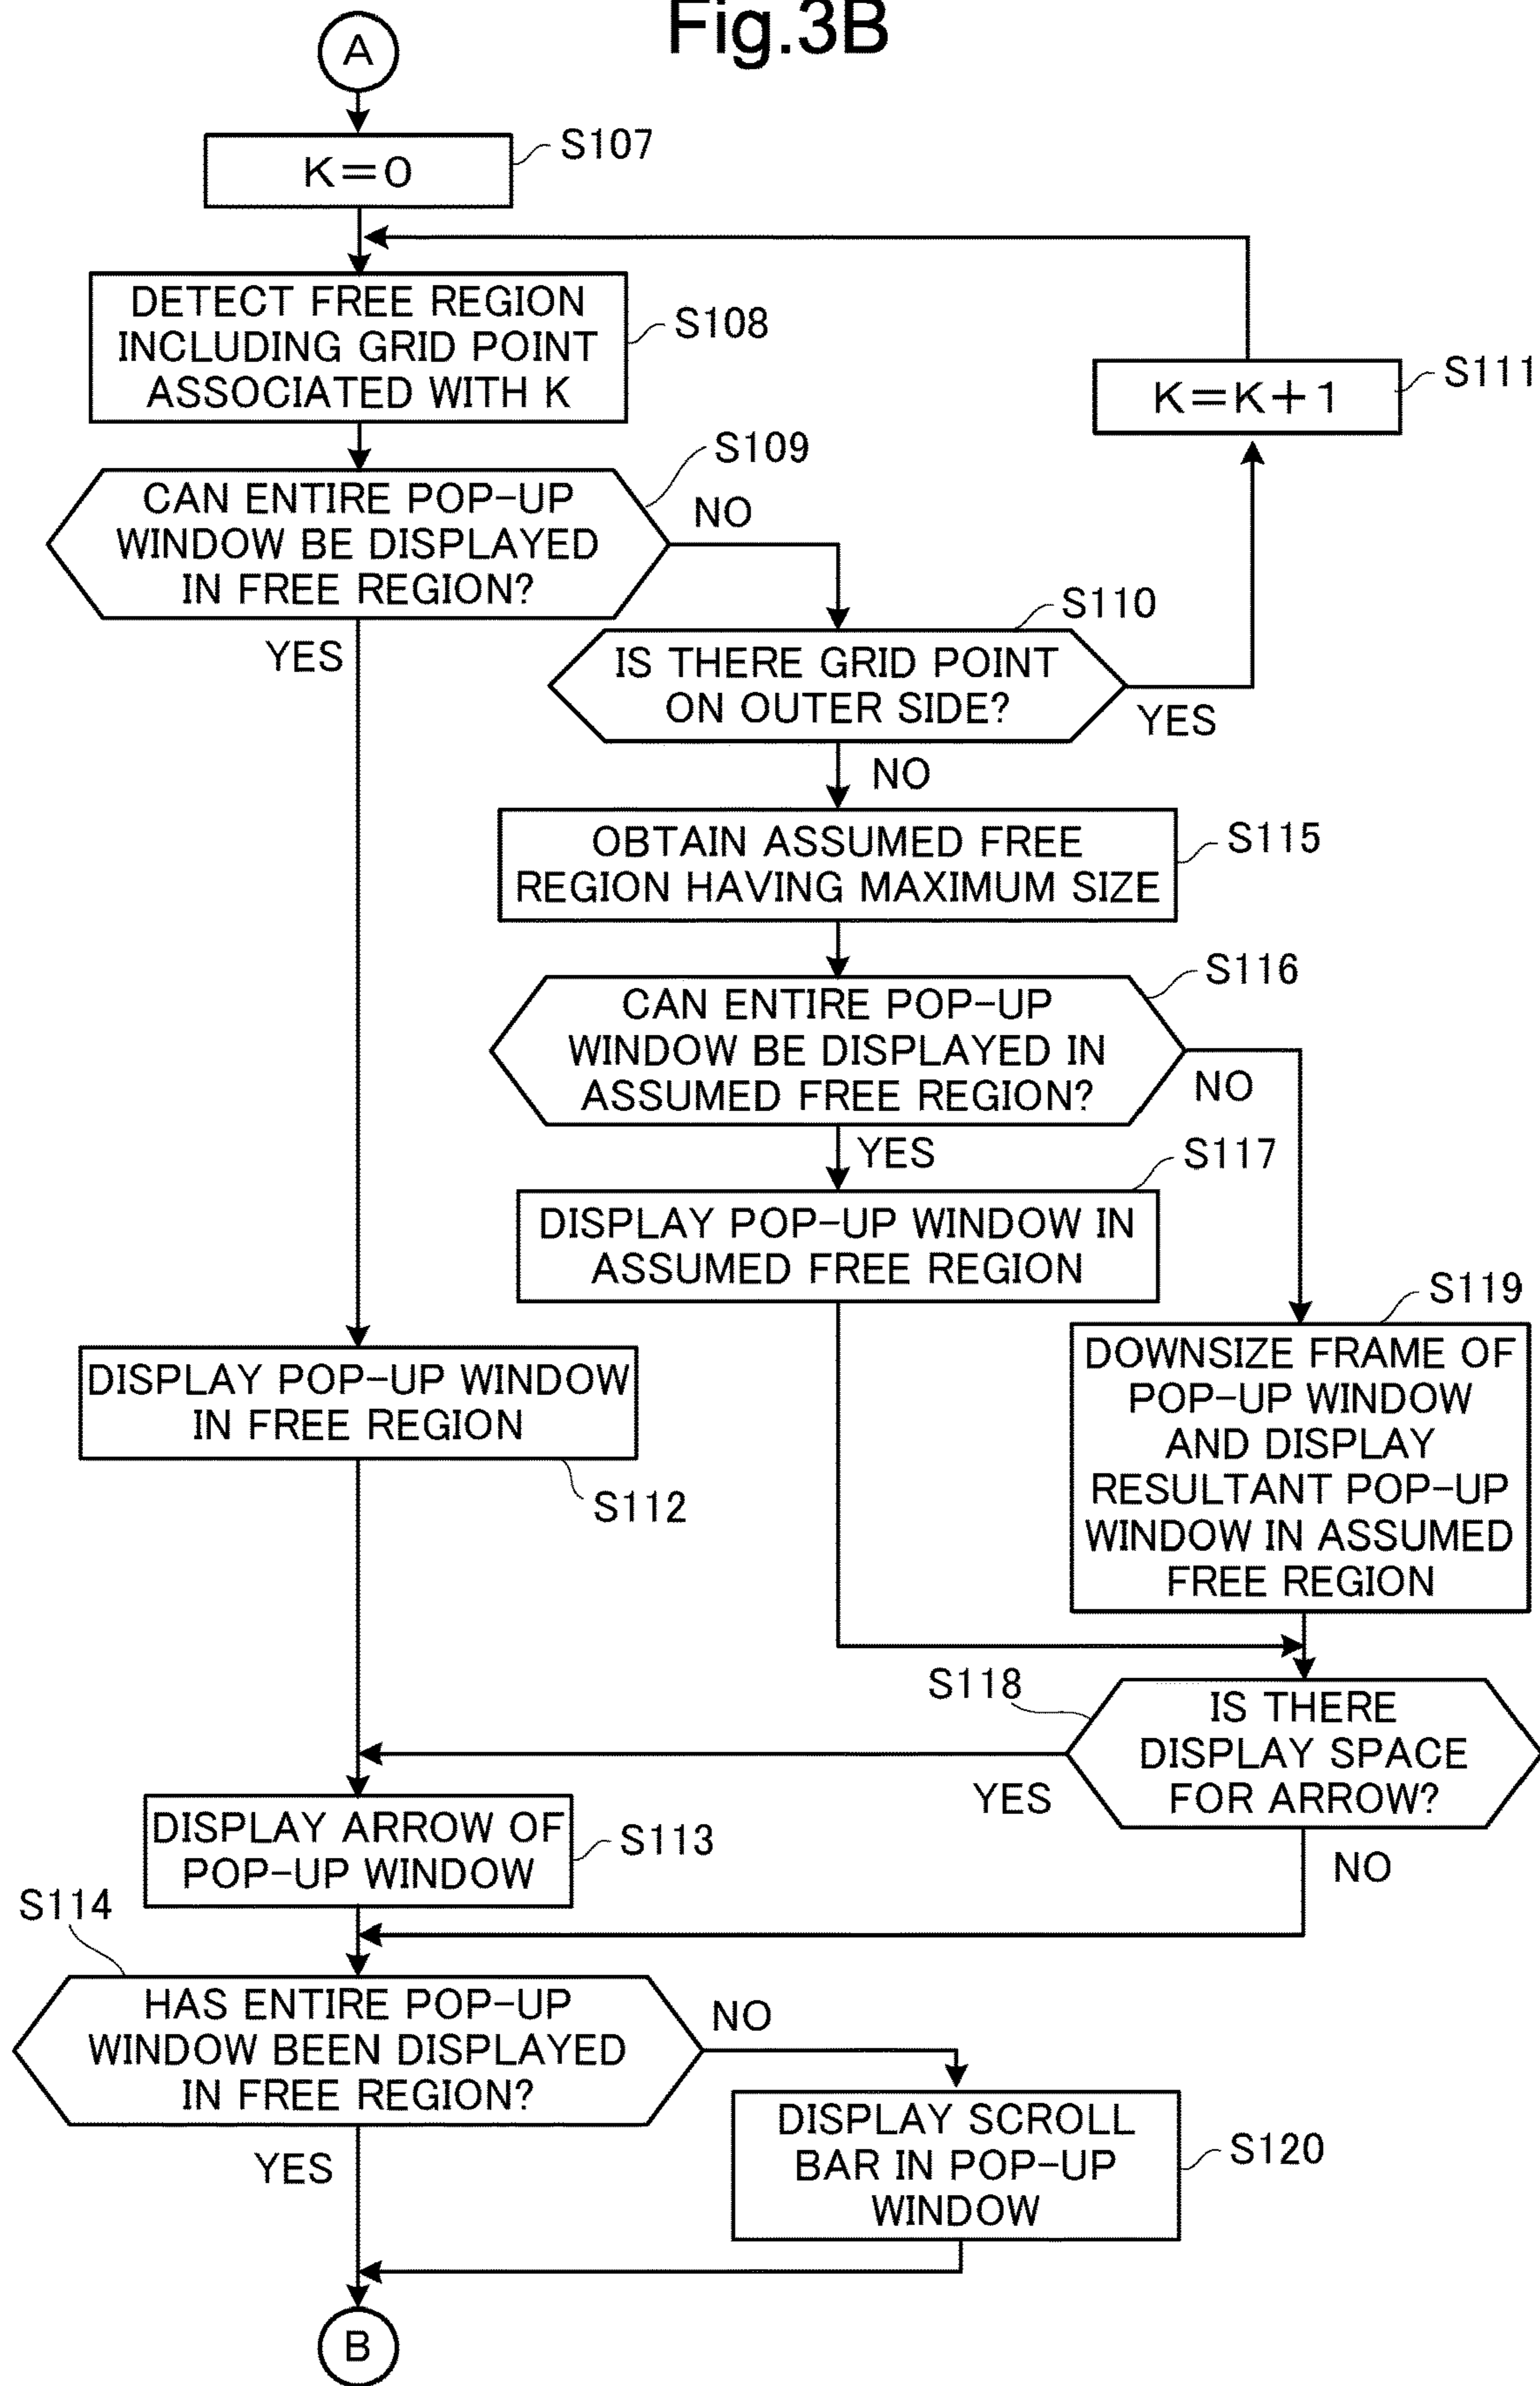 Fig.3B
A
K=0
S107
DETECT FREE REGION
INCLUDING GRID POINT
ASSOCIATED WITH K
S108
K=K+1
S111
CAN ENTIRE POP-UP
WINDOW BE DISPLAYED
IN FREE REGION?
S109
NO
YES
IS THERE GRID POINT
ON OUTER SIDE?
S110
YES
NO
OBTAIN ASSUMED FREE
REGION HAVING MAXIMUM SIZE
S115
CAN ENTIRE POP-UP
WINDOW BE DISPLAYED IN
ASSUMED FREE REGION?
S116
NO
YES
S117
DISPLAY POP-UP WINDOW IN
ASSUMED FREE REGION
S119
DOWNSIZE FRAME OF
POP-UP WINDOW
AND DISPLAY
RESULTANT POP-UP
WINDOW IN ASSUMED
FREE REGION
DISPLAY POP-UP WINDOW
IN FREE REGION
S112
S118
IS THERE
DISPLAY SPACE
FOR ARROW?
YES
NO
DISPLAY ARROW OF
POP-UP WINDOW
S113
S114
HAS ENTIRE POP-UP
WINDOW BEEN DISPLAYED
IN FREE REGION?
NO
YES
DISPLAY SCROLL
BAR IN POP-UP
WINDOW
S120
B